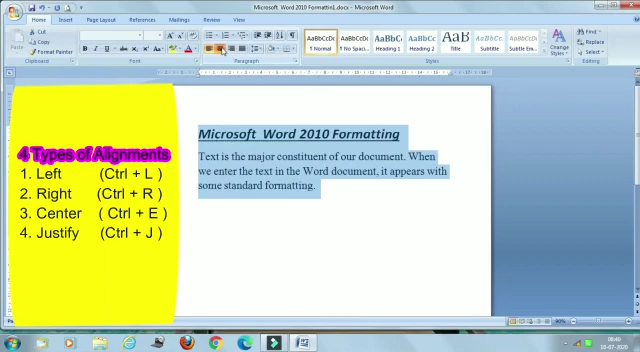 Microsoft Word 2010 Formattin1.docx - Microsoft Word
Home Insert Page Layout References Mailings Review View
Cut
Copy
Format Painter
Paste
Clipboard Font Paragraph Styles Editing
AaBbCcDc AaBbCcDc AaBbC AaBbCc AaB AaBbCc. AaBbCcDc
¶ Normal ¶ No Spaci... Heading 1 Heading 2 Title Subtitle Subtle Em...
Change Styles
Find
Replace
Select
4 Types of Alignments
1. Left (Ctrl + L )
2. Right (Ctrl + R )
3. Center ( Ctrl + E )
4. Justify (Ctrl + J )
Microsoft Word 2010 Formatting
Text is the major constituent of our document. When
we enter the text in the Word document, it appears with
some standard formatting.
10-07-2020